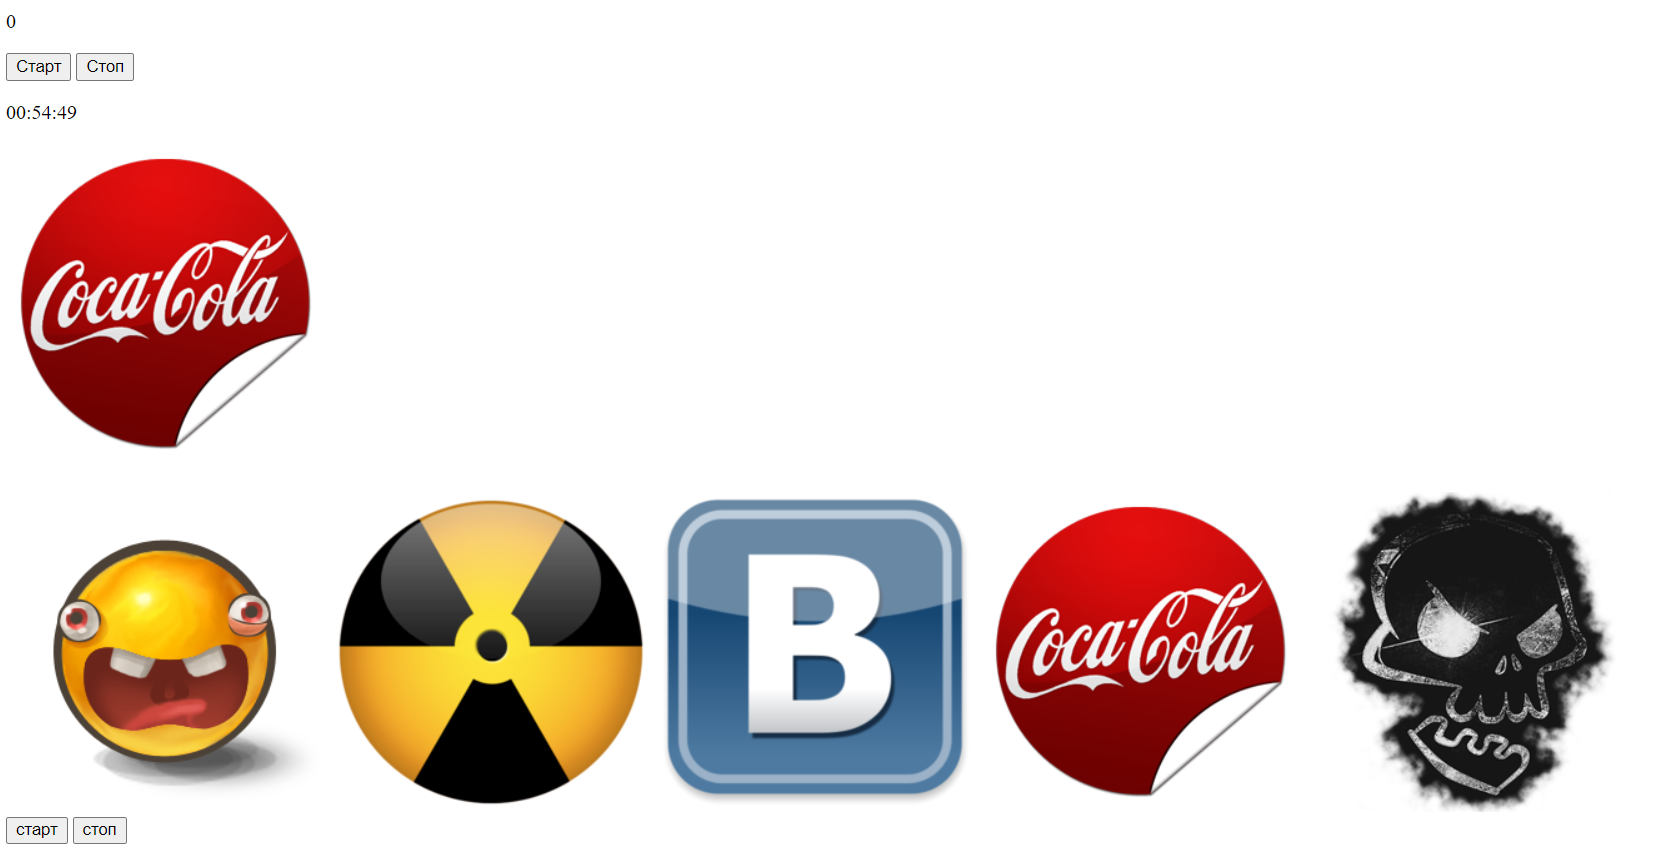 0
Старт Стоп
00:54:49
Coca-Cola
B Coca-Cola
старт стоп